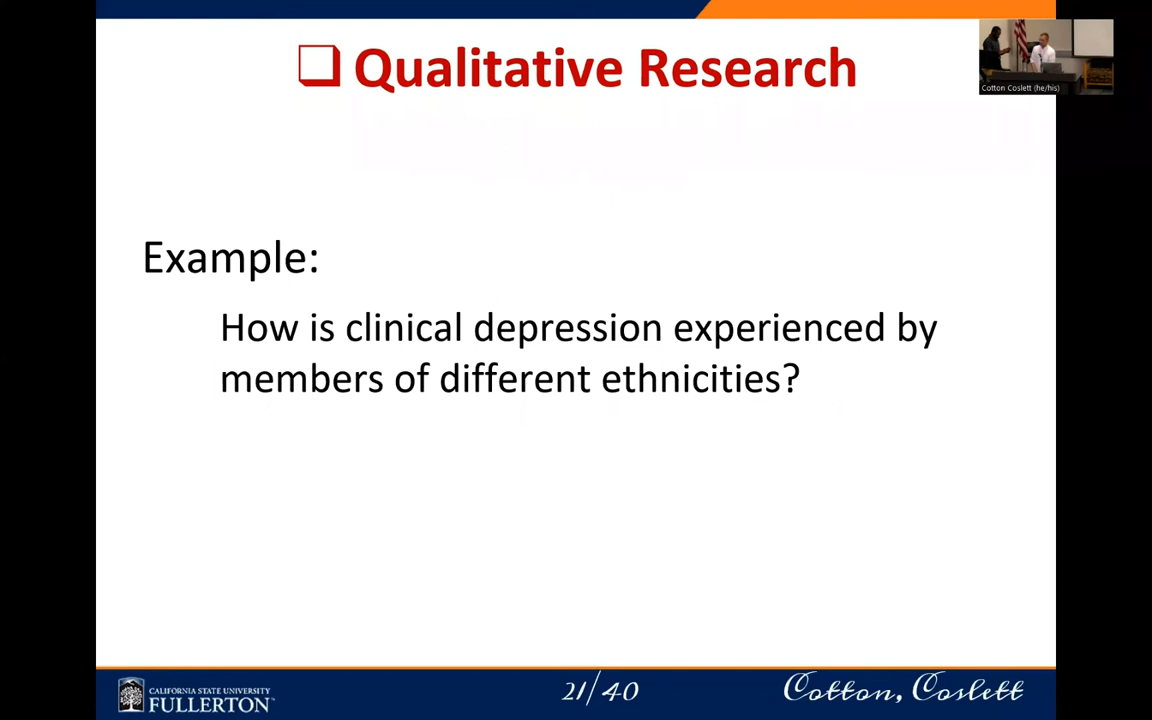 Qualitative Research
Cotton Coslett (he/his)
Example:
How is clinical depression experienced by
members of different ethnicities?
CALIFORNIA STATE UNIVERSITY
FULLERTON™
21/40
Cotton, Coslett